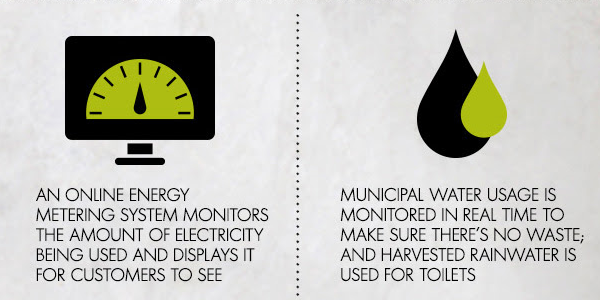 AN ONLINE ENERGY
METERING SYSTEM MONITORS
THE AMOUNT OF ELECTRICITY
BEING USED AND DISPLAYS IT
FOR CUSTOMERS TO SEE
MUNICIPAL WATER USAGE IS
MONITORED IN REAL TIME TO
MAKE SURE THERE'S NO WASTE;
AND HARVESTED RAINWATER IS
USED FOR TOILETS